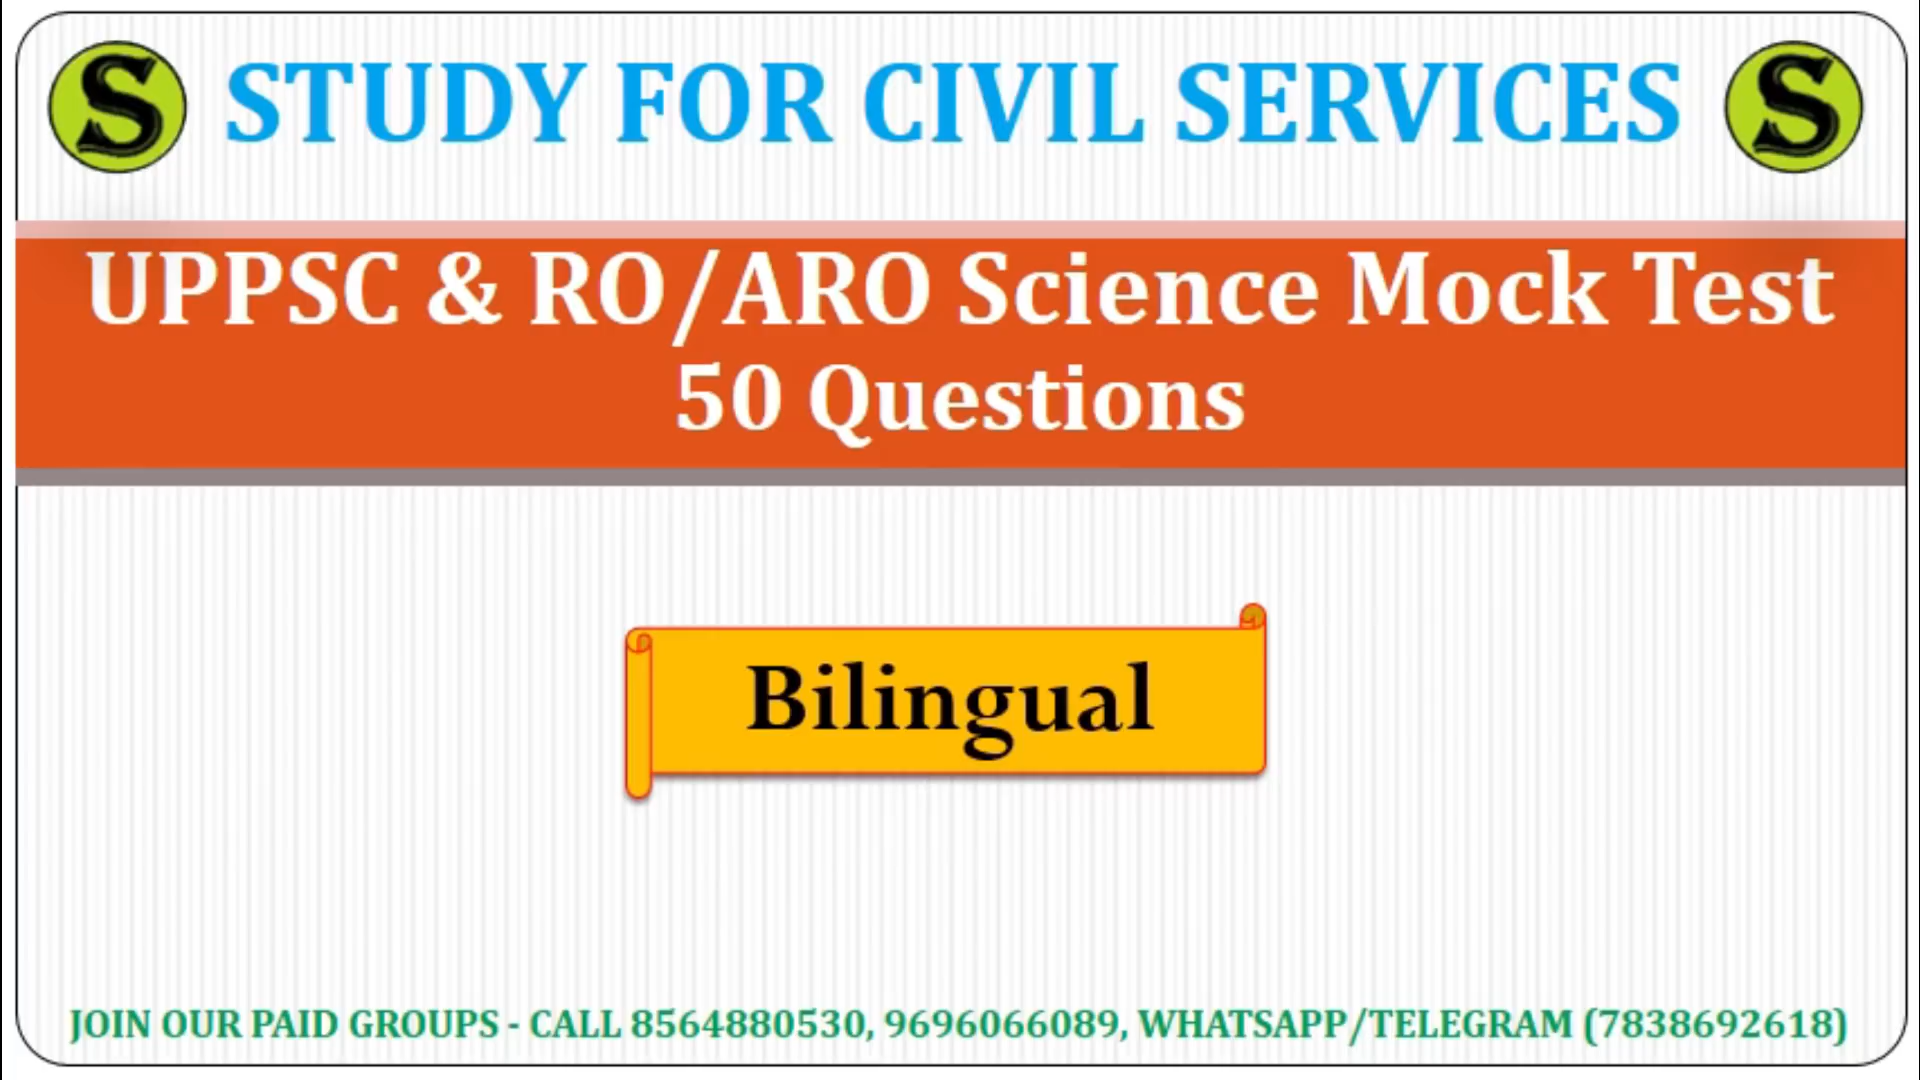 S STUDY FOR CIVIL SERVICES S
UPPSC & RO/ARO Science Mock Test
50 Questions
Bilingual
JOIN OUR PAID GROUPS - CALL 8564880530, 9696066089, WHATSAPP/TELEGRAM (7838692618)